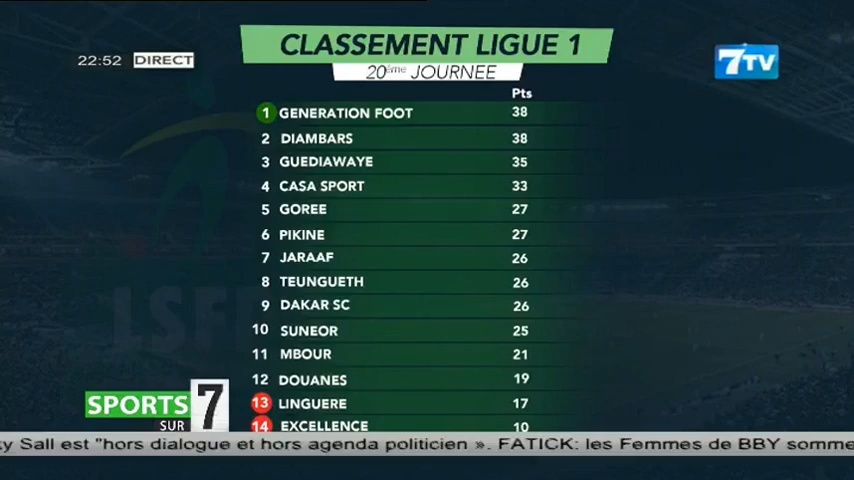 CLASSEMENT LIGUE 1
22:52 DIRECT
20ème JOURNEE
7TV
Pts
1 GENERATION FOOT 38
2 DIAMBARS 38
3 GUEDIAWAYE 35
4 CASA SPORT 33
5 GOREE 27
6 PIKINE 27
7 JARAAF 26
8 TEUNGUETH 26
9 DAKAR SC 26
10 SUNEOR 25
11 MBOUR 21
12 DOUANES 19
13 LINGUERE 17
14 EXCELLENCE 10
SPORTS 7
SUR
ky Sall est "hors dialogue et hors agenda politicien ». FATICK: les Femmes de BBY somme